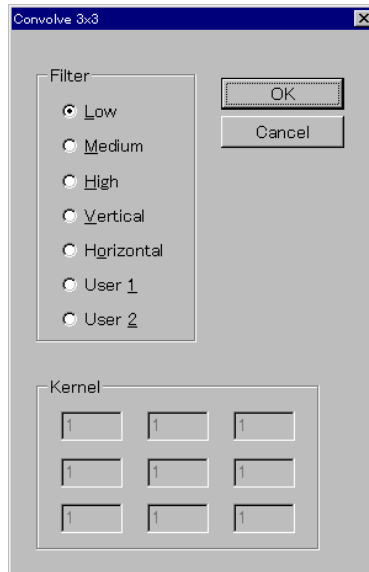 Convolve 3x3
Filter
Low
Medium
High
Vertical
Horizontal
User 1
User 2
OK
Cancel
Kernel
1 1 1
1 1 1
1 1 1